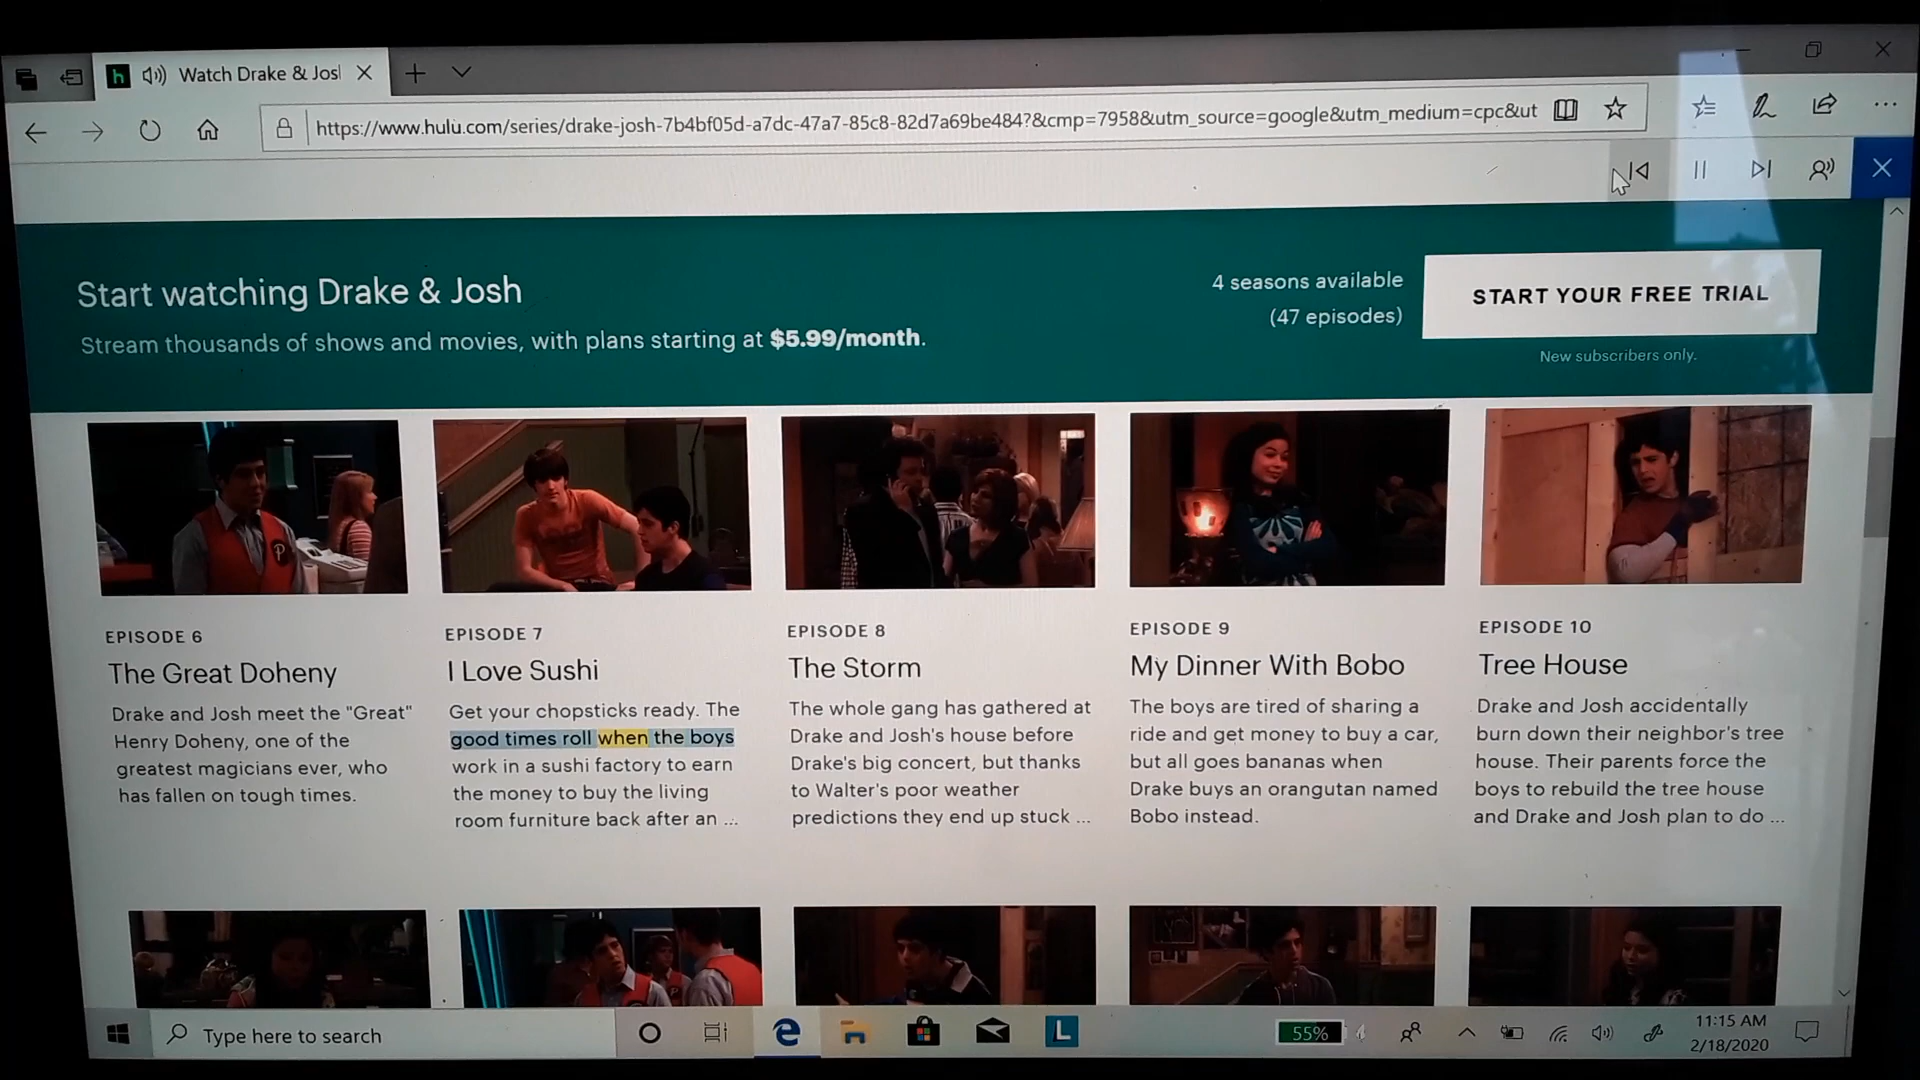 Watch Drake & Josl
https://www.hulu.com/series/drake-josh-7b4bf05d-a7dc-47a7-85c8-82d7a69be484?&cmp=7958&utm_source=google&utm_medium=cpc&ut
Start watching Drake & Josh
Stream thousands of shows and movies, with plans starting at $5.99/month.
4 seasons available
(47 episodes)
START YOUR FREE TRIAL
New subscribers only.
P
EPISODE 6
The Great Doheny
Drake and Josh meet the "Great"
Henry Doheny, one of the
greatest magicians ever, who
has fallen on tough times.
EPISODE 7
I Love Sushi
Get your chopsticks ready. The
good times roll when the boys
work in a sushi factory to earn
the money to buy the living
room furniture back after an ...
EPISODE 8
The Storm
The whole gang has gathered at
Drake and Josh's house before
Drake's big concert, but thanks
to Walter's poor weather
predictions they end up stuck ...
EPISODE 9
My Dinner With Bobo
The boys are tired of sharing a
ride and get money to buy a car,
but all goes bananas when
Drake buys an orangutan named
Bobo instead.
EPISODE 10
Tree House
Drake and Josh accidentally
burn down their neighbor's tree
house. Their parents force the
boys to rebuild the tree house
and Drake and Josh plan to do ...
Type here to search
L
55%
11:15 AM
2/18/2020